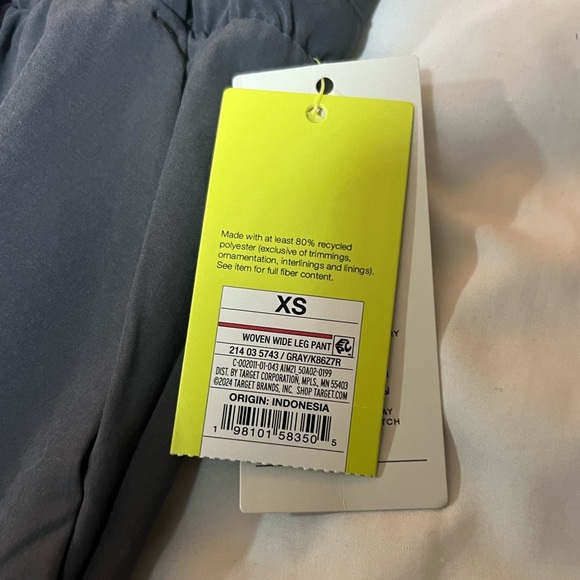 Made with at least 80% recycled
polyester (exclusive of trimmings,
ornamentation, interlinings and linings).
See item for full fiber content.
XS
WOVEN WIDE LEG PANT
214 03 5743 / GRAY/K8627R
C-002011-01-043 AIM21_50A02-0199
DIST. BY TARGET CORPORATION, MPLS., MN 55403
©2024 TARGET BRANDS, INC. SHOP TARGET.COM
ORIGIN: INDONESIA
1 98101 58350 5